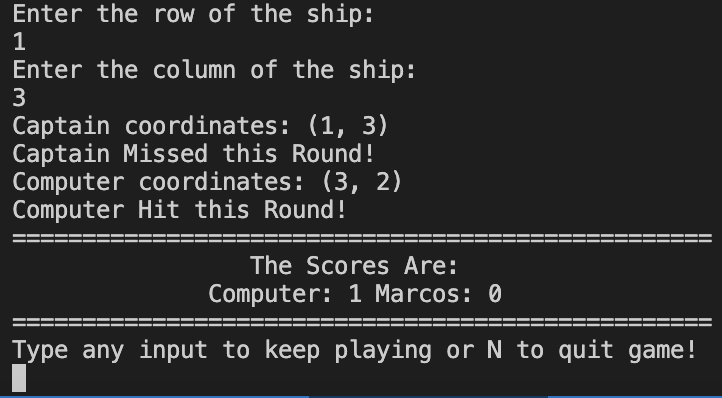 Enter the row of the ship:
1
Enter the column of the ship:
3
Captain coordinates: (1, 3)
Captain Missed this Round!
Computer coordinates: (3, 2)
Computer Hit this Round!
==================================================
The Scores Are:
Computer: 1 Marcos: 0
==================================================
Type any input to keep playing or N to quit game!